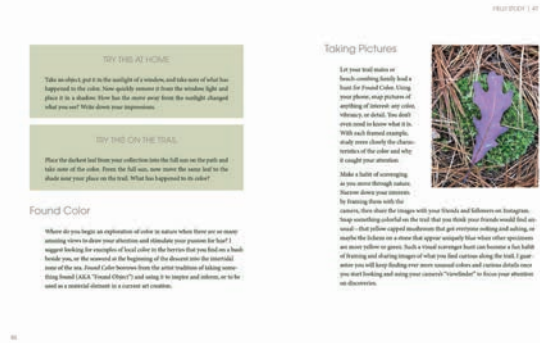 FIELD STUDY | 47
TRY THIS AT HOME
Take an object, put it in the sunlight of a window, and take note of what has
happened to the color. Now quickly remove it from the window light and
place it in a shadow. How has the move away from the sunlight changed
what you see? Write down your impressions.
TRY THIS ON THE TRAIL
Place the darkest leaf from your collection into the full sun on the path and
take note of the color. From the full sun, now move the same leaf to the
shade near your place on the trail. What has happened to its color?
Found Color
Where do you begin an exploration of color in nature when there are so many
amazing views to draw your attention and stimulate your passion for hue? I
suggest looking for examples of local color in the berries that you find on a bush
beside you, or the seaweed at the beginning of the descent into the intertidal
zone of the sea. Found Color borrows from the artist tradition of taking some-
thing found (AKA "Found Object") and using it to inspire and inform, or to be
used as a material element in a current art creation.
Taking Pictures
Let your trail mates or
beach-combing family lead a
hunt for Found Color. Using
your phone, snap pictures of
anything of interest: any color,
vibrancy, or detail. You don't
even need to know what it is.
With each framed example,
study more closely the charac-
teristics of the color and why
it caught your attention.
Make a habit of scavenging
as you move through nature.
Narrow down your interests
by framing them with the
camera, then share the images with your friends and followers on Instagram.
Snap something colorful on the trail that you think your friends would find un-
usual—that yellow capped mushroom that got everyone oohing and aahing, or
maybe the lichens on a stone that appear uniquely blue when other specimens
are more yellow or green. Such a visual scavenger hunt can become a fun habit
of framing and sharing images of what you find curious along the trail. I guar-
antee you will keep finding ever more unusual colors and curious details once
you start looking and using your camera's "viewfinder" to focus your attention
on discoveries.